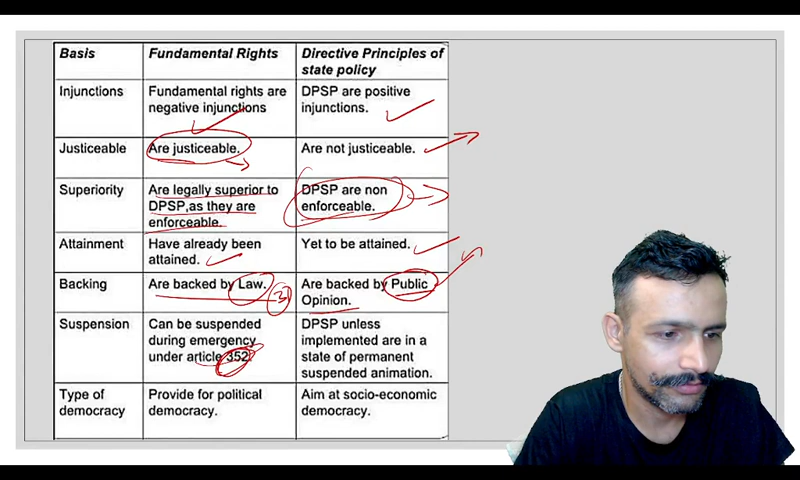 Basis Fundamental Rights Directive Principles of
state policy
Injunctions Fundamental rights are DPSP are positive
negative injunctions injunctions.
Justiceable Are justiceable. Are not justiceable.
Superiority Are legally superior to DPSP are non
DPSP,as they are enforceable.
enforceable.
Attainment Have already been Yet to be attained.
attained.
Backing Are backed by Law. Are backed by Public
Opinion.
Suspension Can be suspended DPSP unless
during emergency implemented are in a
under article 352. state of permanent
suspended animation.
Type of Provide for political Aim at socio-economic
democracy democracy. democracy.